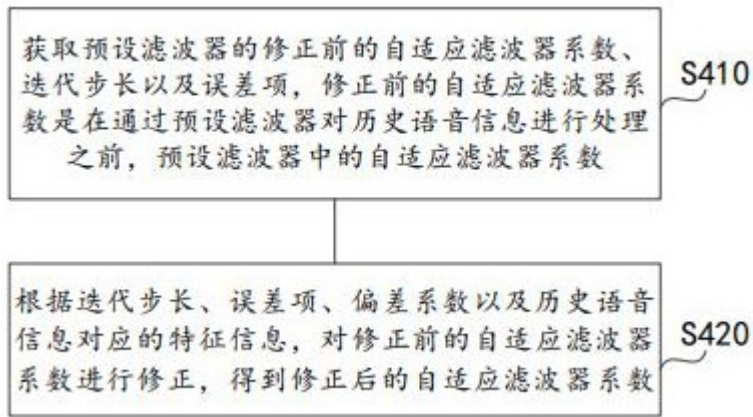 获取预设滤波器的修正前的自适应滤波器系数、
迭代步长以及误差项，修正前的自适应滤波器系
数是在通过预设滤波器对历史语音信息进行处理
之前，预设滤波器中的自适应滤波器系数
S410
根据迭代步长、误差项、偏差系数以及历史语音
信息对应的特征信息，对修正前的自适应滤波器
系数进行修正，得到修正后的自适应滤波器系数
S420